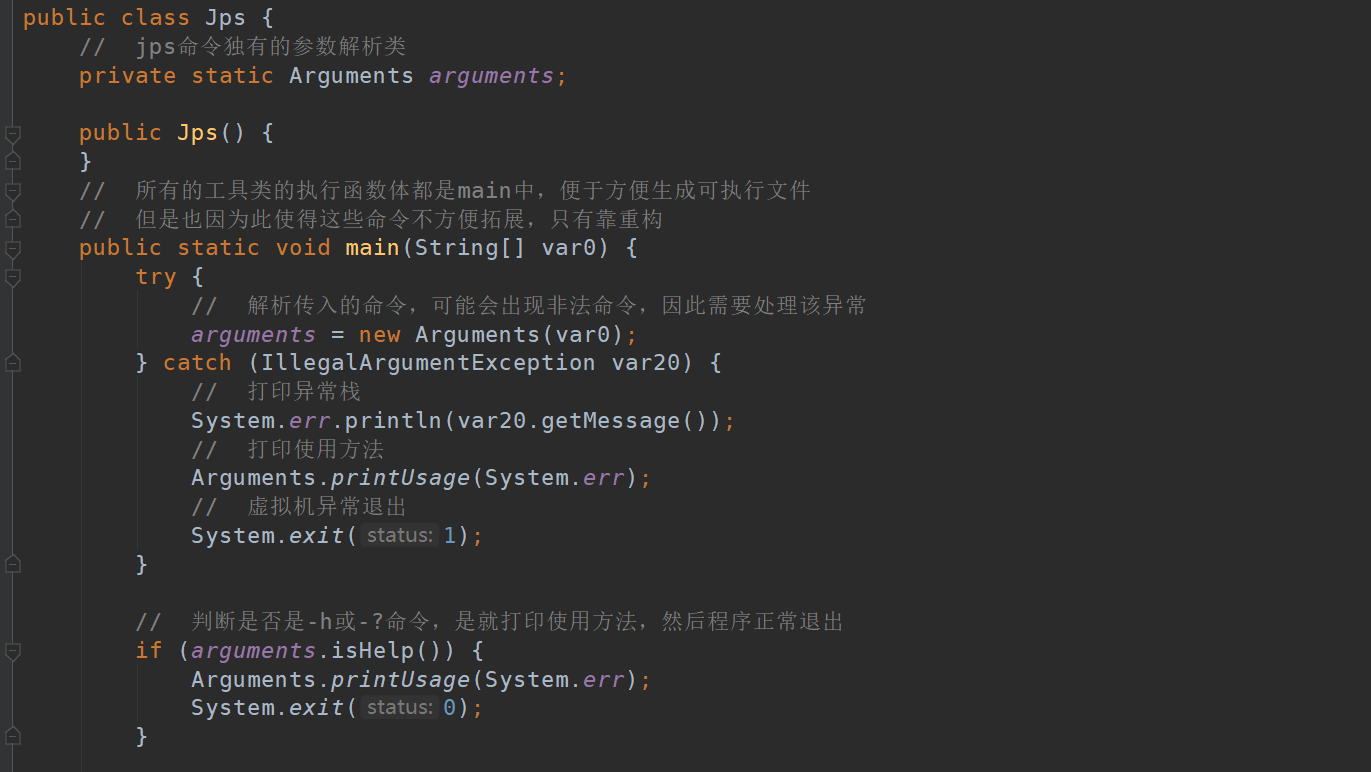 public class Jps {
    //  jps命令独有的参数解析类
    private static Arguments arguments;

    public Jps() {
    }
    //  所有的工具类的执行函数体都是main中，便于方便生成可执行文件
    //  但是也因为此使得这些命令不方便拓展，只有靠重构
    public static void main(String[] var0) {
        try {
            //  解析传入的命令，可能会出现非法命令，因此需要处理该异常
            arguments = new Arguments(var0);
        } catch (IllegalArgumentException var20) {
            //  打印异常栈
            System.err.println(var20.getMessage());
            //  打印使用方法
            Arguments.printUsage(System.err);
            //  虚拟机异常退出
            System.exit( status: 1);
        }

        //  判断是否是-h或-?命令，是就打印使用方法，然后程序正常退出
        if (arguments.isHelp()) {
            Arguments.printUsage(System.err);
            System.exit( status: 0);
        }